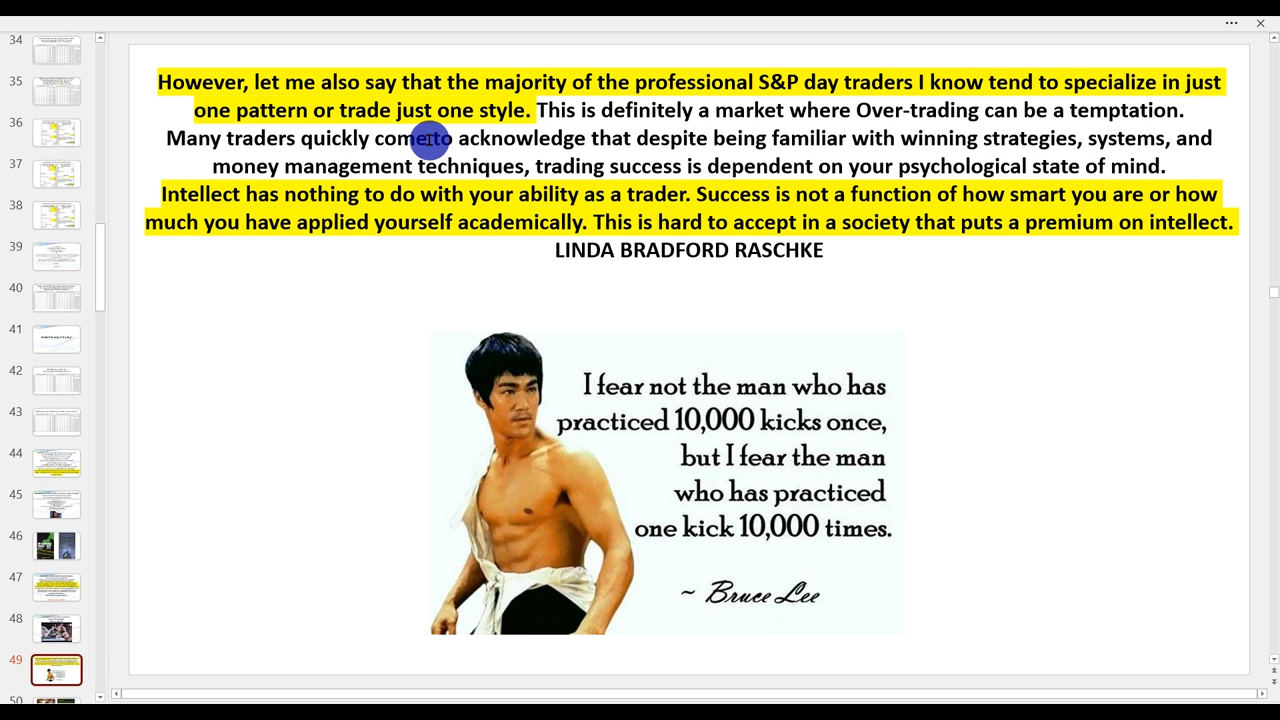 However, let me also say that the majority of the professional S&P day traders I know tend to specialize in just
one pattern or trade just one style. This is definitely a market where Over-trading can be a temptation.
Many traders quickly come to acknowledge that despite being familiar with winning strategies, systems, and
money management techniques, trading success is dependent on your psychological state of mind.
Intellect has nothing to do with your ability as a trader. Success is not a function of how smart you are or how
much you have applied yourself academically. This is hard to accept in a society that puts a premium on intellect.
LINDA BRADFORD RASCHKE
I fear not the man who has
practiced 10,000 kicks once,
but I fear the man
who has practiced
one kick 10,000 times.
~ Bruce Lee
34
35
36
37
38
39
40
41
42
43
46
48
49